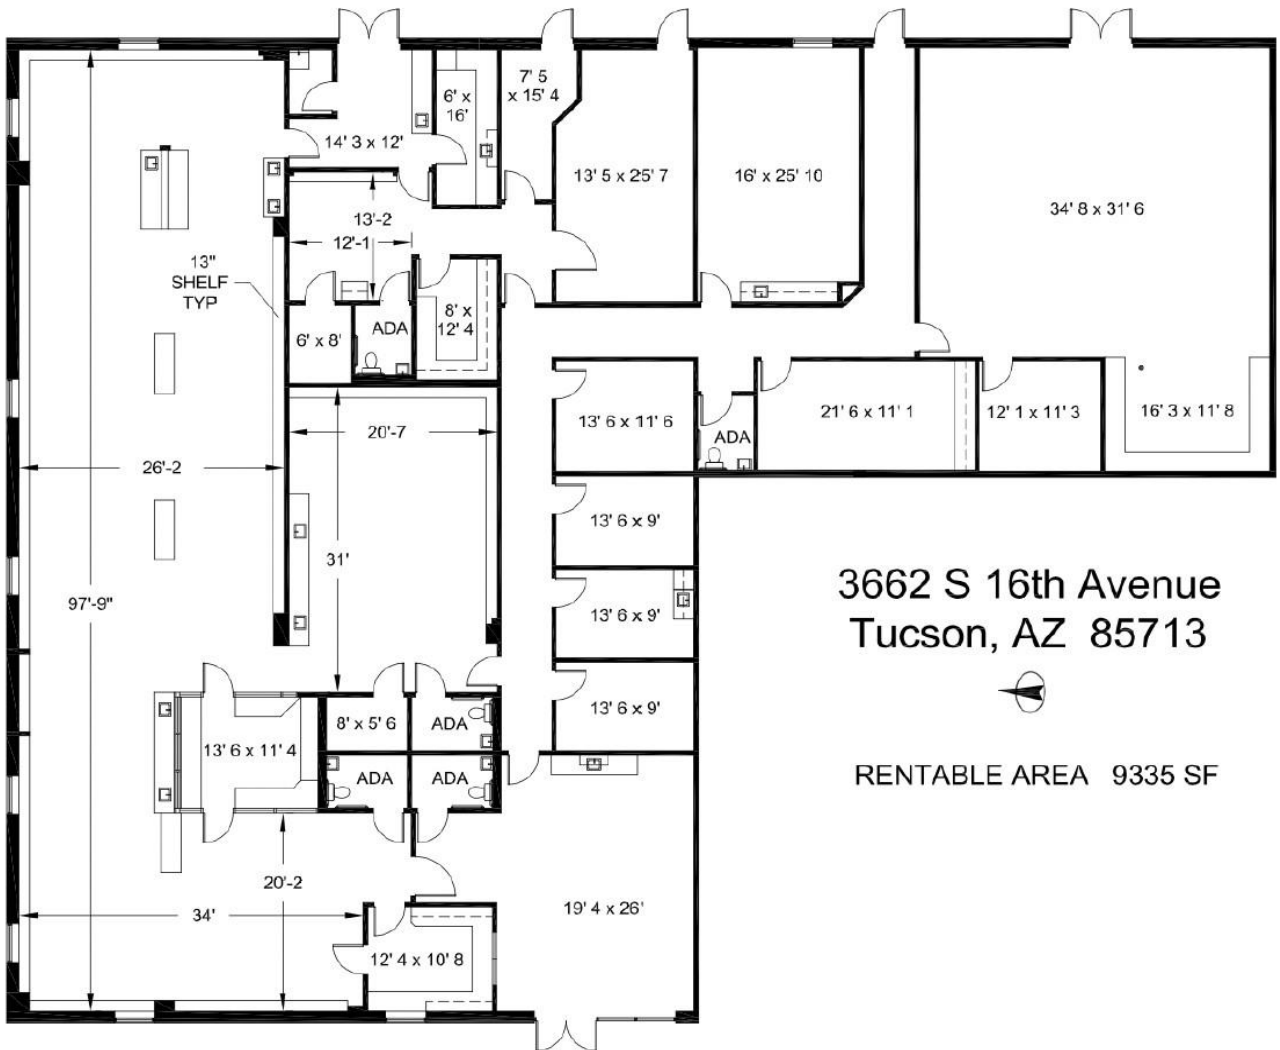 7' 5
x 15' 4
6' x
16'
14' 3 x 12'
13' 5 x 25' 7
16' x 25' 10
34' 8 x 31' 6
13'-2
12'-1
13"
SHELF
TYP
8' x
12' 4
ADA
6' x 8'
13' 6 x 11' 6
ADA
21' 6 x 11' 1
12' 1 x 11' 3
16' 3 x 11' 8
20'-7
26'-2
13' 6 x 9'
31'
97'-9"
13' 6 x 9'
3662 S 16th Avenue
Tucson, AZ 85713
13' 6 x 9'
8' x 5' 6
ADA
13' 6 x 11' 4
ADA
ADA
RENTABLE AREA 9335 SF
20'-2
34'
19' 4 x 26'
12' 4 x 10' 8